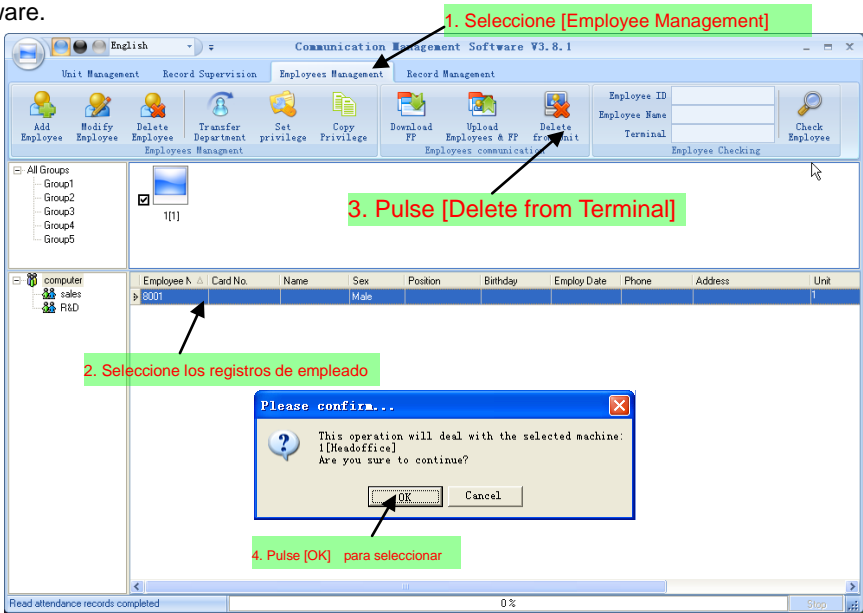 ware.
1. Seleccione [Employee Management]
English
Communication Management Software V3.8.1
Unit Management Record Supervision Employees Management Record Management
Add Employee
Modify Employee
Delete Employee
Transfer Department
Set privilege
Copy Privilege
Employees Managment
Download FP
Upload Employees & FP
Delete from Unit
Employees communication
Employee ID
Employee Name
Terminal
Check Employee
Employee Checking
All Groups
Group1
Group2
Group3
Group4
Group5
1[1]
3. Pulse [Delete from Terminal]
computer
sales
R&D
Employee N Card No. Name Sex Position Birthday Employ Date Phone Address Unit
8001 Male 1
2. Seleccione los registros de empleado
Please confirm...
This operation will deal with the selected machine:
1[Headoffice]
Are you sure to continue?
OK Cancel
4. Pulse [OK] para seleccionar
Read attendance records completed
0 %
Stop